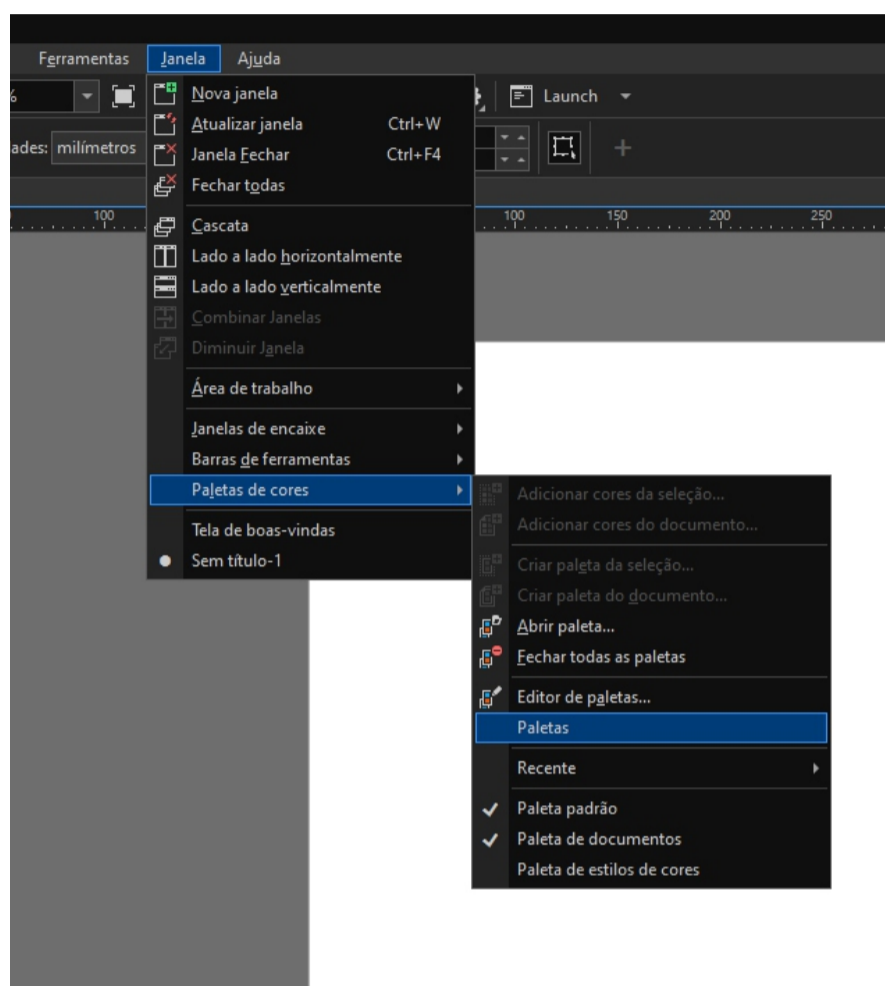 Ferramentas Janela Ajuda
% Launch
ades: milímetros
100 100 150 200 250
Nova janela
Atualizar janela Ctrl+W
Janela Fechar Ctrl+F4
Fechar todas
Cascata
Lado a lado horizontalmente
Lado a lado verticalmente
Combinar Janelas
Diminuir Janela
Área de trabalho
Janelas de encaixe
Barras de ferramentas
Paletas de cores
Tela de boas-vindas
Sem título-1
Adicionar cores da seleção...
Adicionar cores do documento...
Criar paleta da seleção...
Criar paleta do documento...
Abrir paleta...
Fechar todas as paletas
Editor de paletas...
Paletas
Recente
Paleta padrão
Paleta de documentos
Paleta de estilos de cores